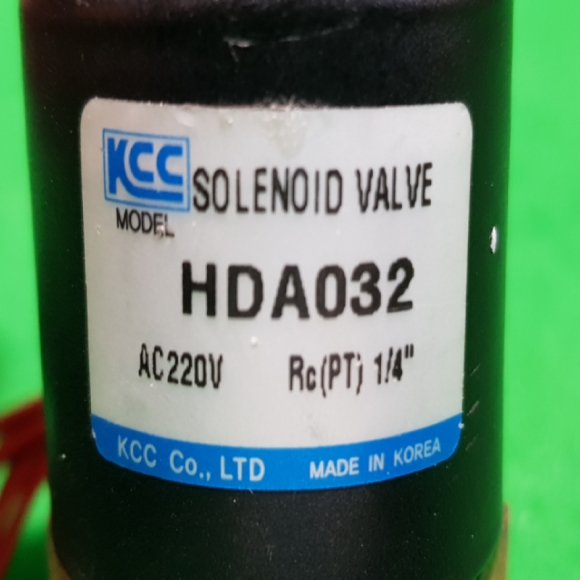 KCC SOLENOID VALVE
MODEL
HDA032
AC220V Rc(PT) 1/4"
KCC Co., LTD MADE IN KOREA